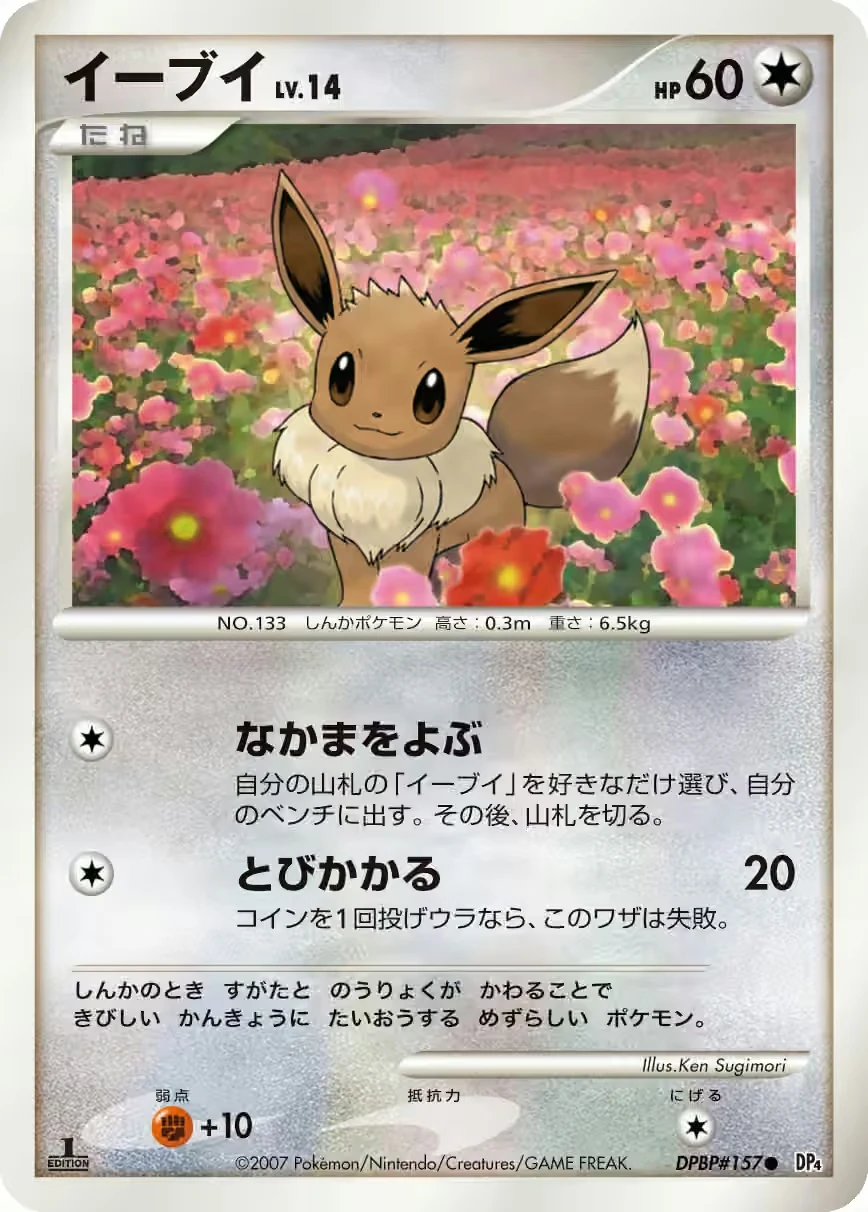 イーブイ LV.14 HP60
たね
NO.133 しんかポケモン 高さ:0.3m 重さ:6.5kg
なかまをよぶ
自分の山札の「イーブイ」を好きなだけ選び、自分
のベンチに出す。その後、山札を切る。
とびかかる 20
コインを1回投げウラなら、このワザは失敗。
しんかのとき すがたと のうりょくが かわることで
きびしい かんきょうに たいおうする めずらしい ポケモン。
Illus.Ken Sugimori
弱点 抵抗力 にげる
+10
1 EDITION ©2007 Pokémon/Nintendo/Creatures/GAME FREAK. DPBP#157● DP4